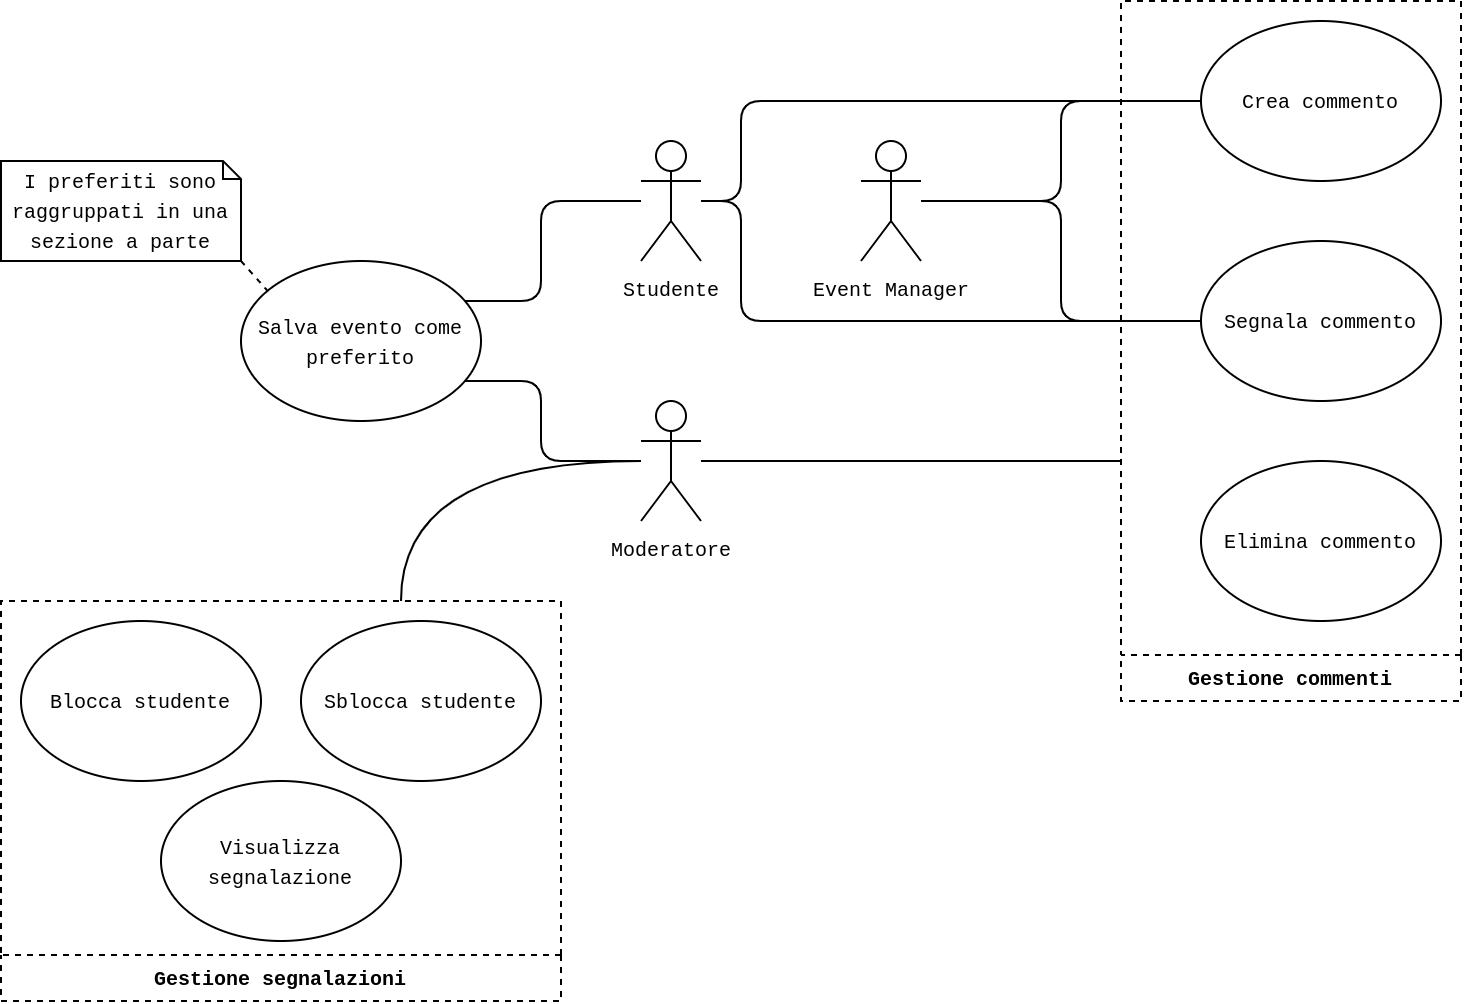 Crea commento
I preferiti sono
raggruppati in una
sezione a parte
Studente
Event Manager
Salva evento come
preferito
Segnala commento
Moderatore
Elimina commento
Gestione commenti
Blocca studente
Sblocca studente
Visualizza
segnalazione
Gestione segnalazioni